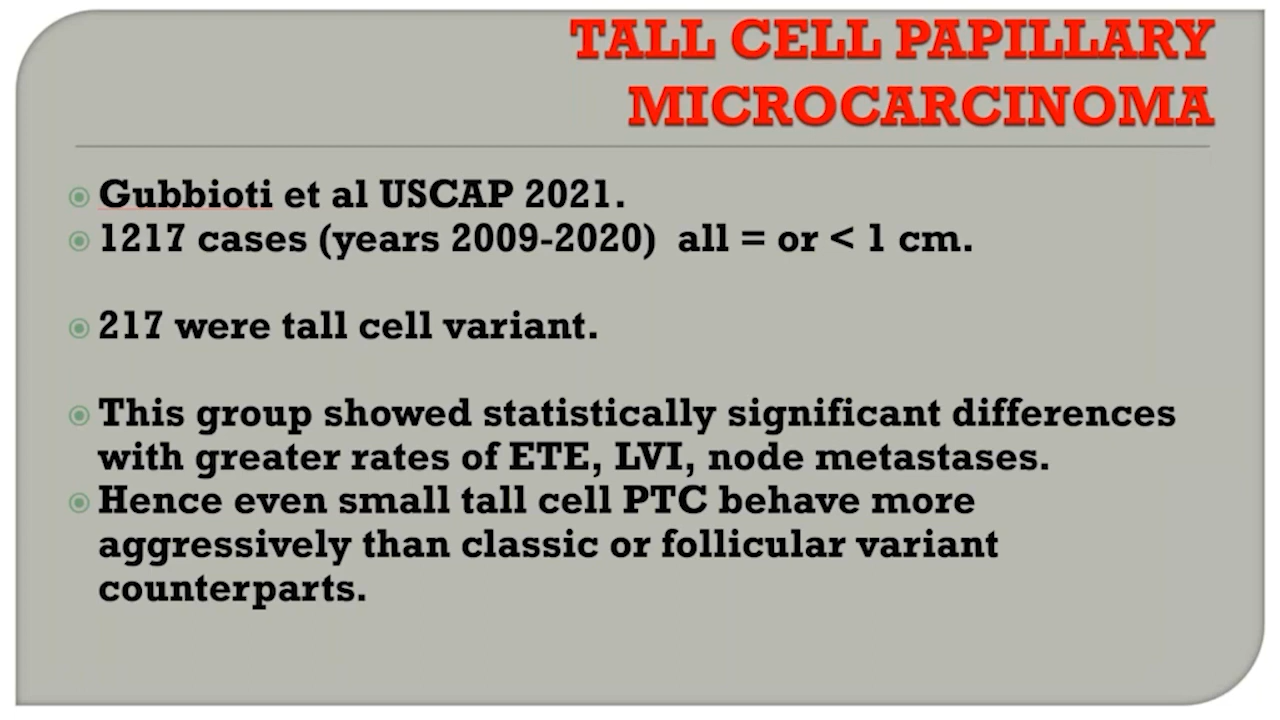 TALL CELL PAPILLARY
MICROCARCINOMA
Gubbioti et al USCAP 2021.
1217 cases (years 2009-2020) all = or < 1 cm.
217 were tall cell variant.
This group showed statistically significant differences
with greater rates of ETE, LVI, node metastases.
Hence even small tall cell PTC behave more
aggressively than classic or follicular variant
counterparts.